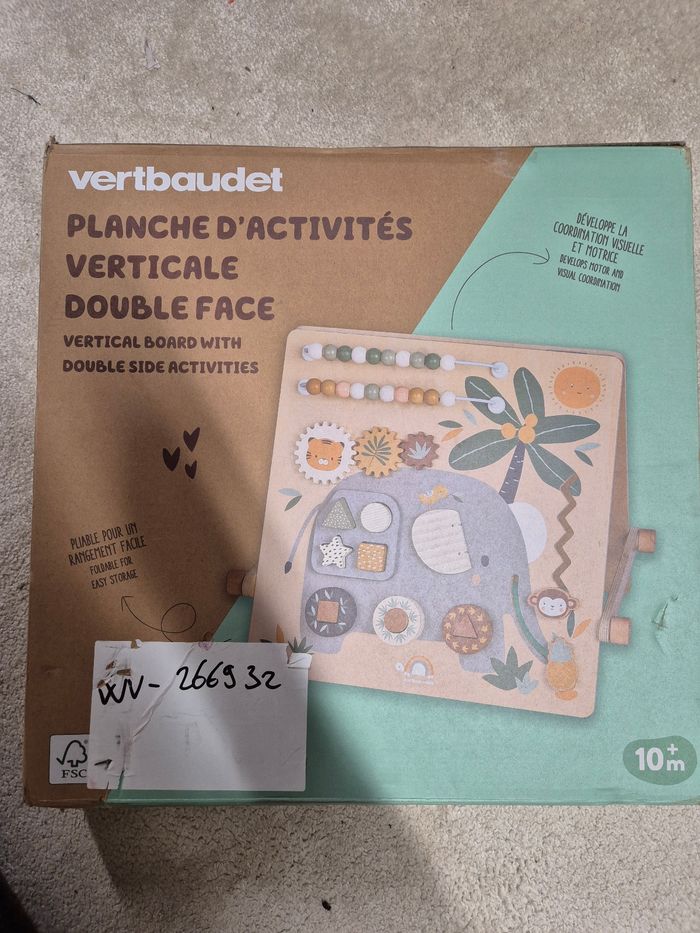 vertbaudet
PLANCHE D'ACTIVITÉS
VERTICALE
DOUBLE FACE
VERTICAL BOARD WITH
DOUBLE SIDE ACTIVITIES
DÉVELOPPE LA
COORDINATION VISUELLE
ET MOTRICE
DEVELOPS MOTOR AND
VISUAL COORDINATION
PLIABLE POUR UN
RANGEMENT FACILE
FOLDABLE FOR
EASY STORAGE
WV-266932
FSC
10+m